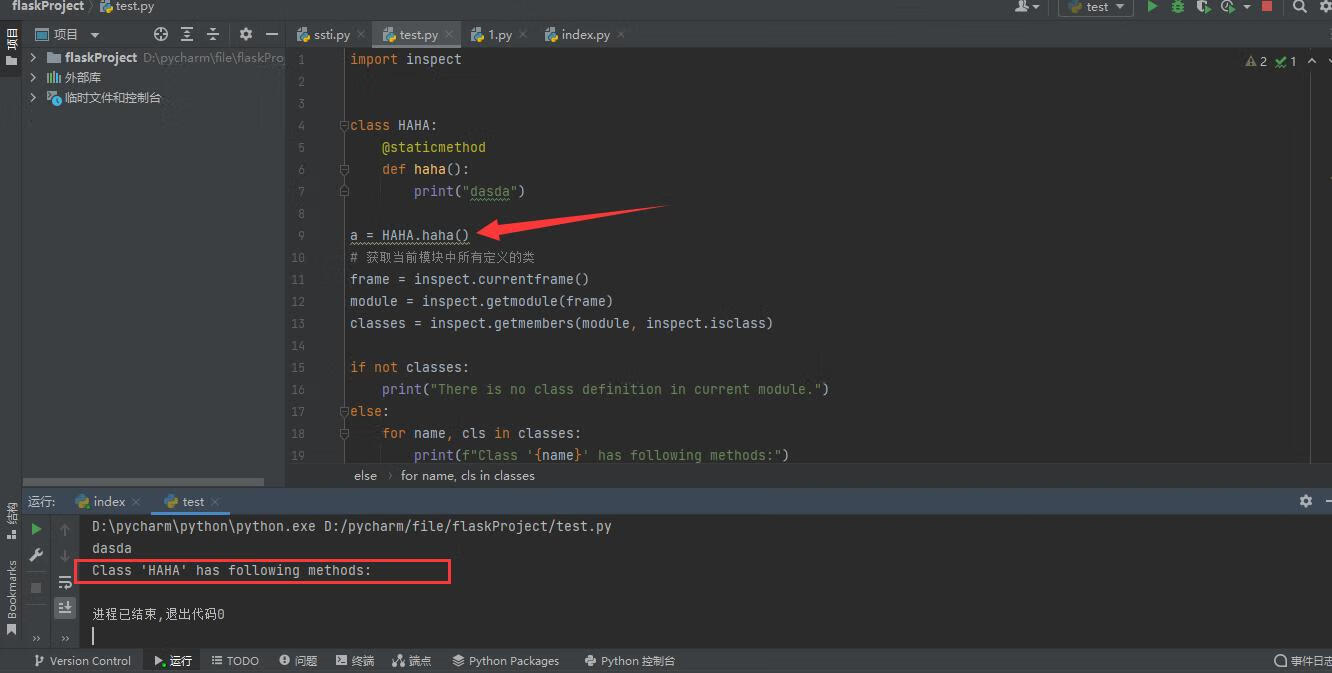 flaskProject 〉 test.py
test
项目
项目
ssti.py
test.py
1.py
index.py
flaskProject D:\pycharm\file\flaskPro
外部库
临时文件和控制台
1 import inspect
2
3
4 class HAHA:
5 @staticmethod
6 def haha():
7 print("dasda")
8
9 a = HAHA.haha()
10 # 获取当前模块中所有定义的类
11 frame = inspect.currentframe()
12 module = inspect.getmodule(frame)
13 classes = inspect.getmembers(module, inspect.isclass)
14
15 if not classes:
16 print("There is no class definition in current module.")
17 else:
18 for name, cls in classes:
19 print(f"Class '{name}' has following methods:")
2 1
else › for name, cls in classes
运行: index test
结构
Bookmarks
D:\pycharm\python\python.exe D:/pycharm/file/flaskProject/test.py
dasda
Class 'HAHA' has following methods:
进程已结束,退出代码0
Version Control 运行 TODO 问题 终端 端点 Python Packages Python 控制台 事件日志